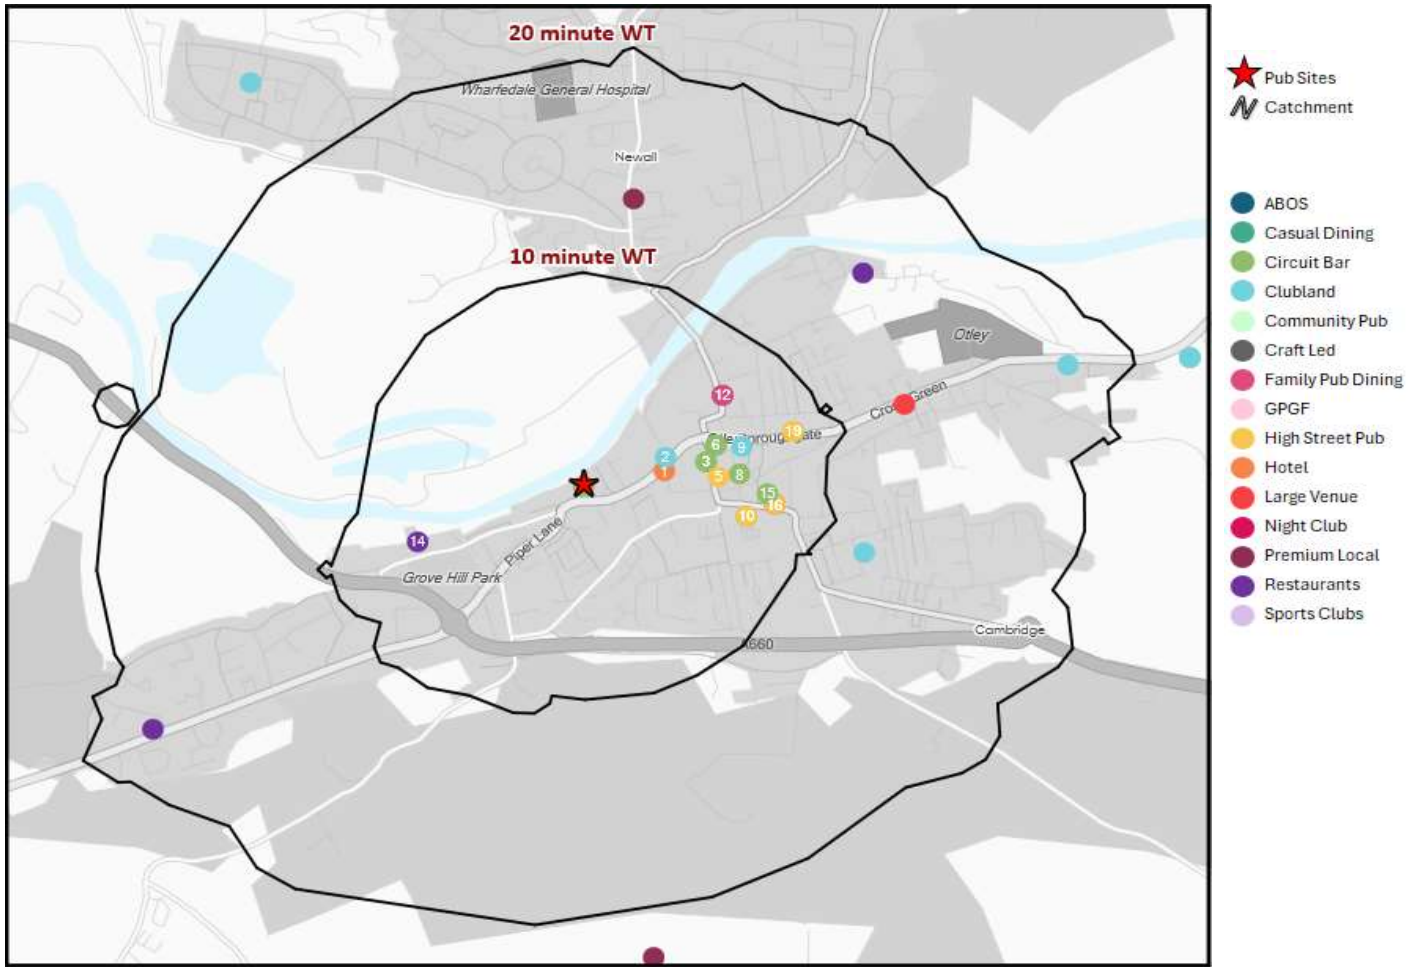 20 minute WT
Wharfedale General Hospital
Newall
10 minute WT
Otley
Cross Green
12
19
6
9
2
3
1
5
8
15
16
10
14
Piper Lane
Grove Hill Park
A660
Cambridge
Pub Sites
Catchment
ABOS
Casual Dining
Circuit Bar
Clubland
Community Pub
Craft Led
Family Pub Dining
GPGF
High Street Pub
Hotel
Large Venue
Night Club
Premium Local
Restaurants
Sports Clubs